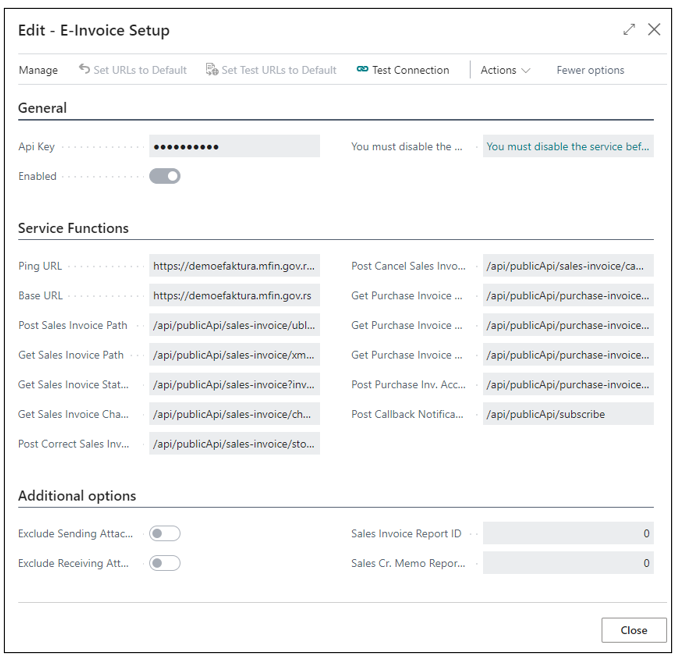 Edit - E-Invoice Setup
Manage Set URLs to Default Set Test URLs to Default Test Connection Actions Fewer options
General
Api Key ●●●●●●●●●● You must disable the ... You must disable the service bef...
Enabled
Service Functions
Ping URL https://demoefaktura.mfin.gov.r... Post Cancel Sales Invo... /api/publicApi/sales-invoice/ca...
Base URL https://demoefaktura.mfin.gov.rs Get Purchase Invoice ... /api/publicApi/purchase-invoice...
Post Sales Invoice Path /api/publicApi/sales-invoice/ubl... Get Purchase Invoice ... /api/publicApi/purchase-invoice...
Get Sales Inovice Path /api/publicApi/sales-invoice/xm... Get Purchase Invoice ... /api/publicApi/purchase-invoice...
Get Sales Inovice Stat... /api/publicApi/sales-invoice?inv... Post Purchase Inv. Acc... /api/publicApi/purchase-invoice...
Get Sales Invoice Cha... /api/publicApi/sales-invoice/ch... Post Callback Notifica... /api/publicApi/subscribe
Post Correct Sales Inv... /api/publicApi/sales-invoice/sto...
Additional options
Exclude Sending Attac... Sales Invoice Report ID 0
Exclude Receiving Att... Sales Cr. Memo Repor... 0
Close